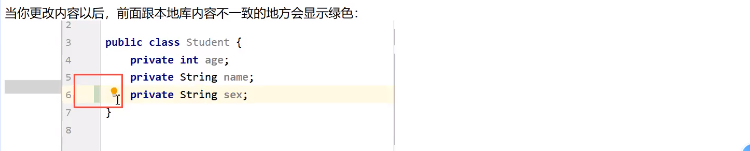 当你更改内容以后，前面跟本地库内容不一致的地方会显示绿色：
2
3 public class Student {
4 private int age;
5 private String name;
6 private String sex;
7 }
8